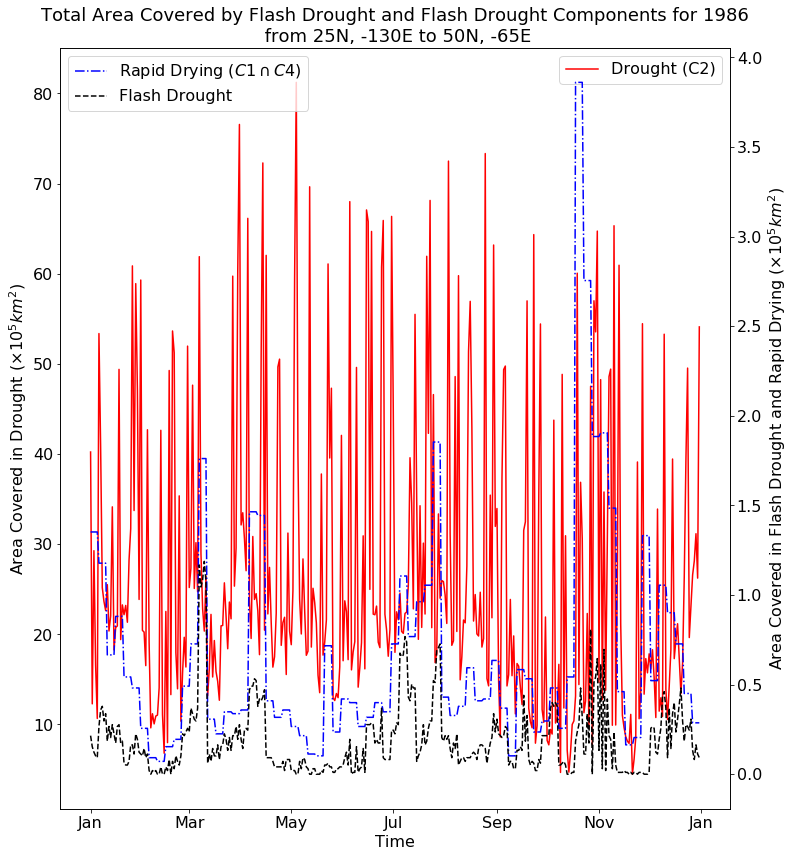 Total Area Covered by Flash Drought and Flash Drought Components for 1986
from 25N, -130E to 50N, -65E
Rapid Drying (C1 ∩ C4)
Flash Drought
Drought (C2)
Area Covered in Drought (×10⁵km²)
80
70
60
50
40
30
20
10
4.0
3.5
3.0
2.5
2.0
1.5
1.0
0.5
0.0
Area Covered in Flash Drought and Rapid Drying (×10⁵km²)
Jan Mar May Jul Sep Nov Jan
Time